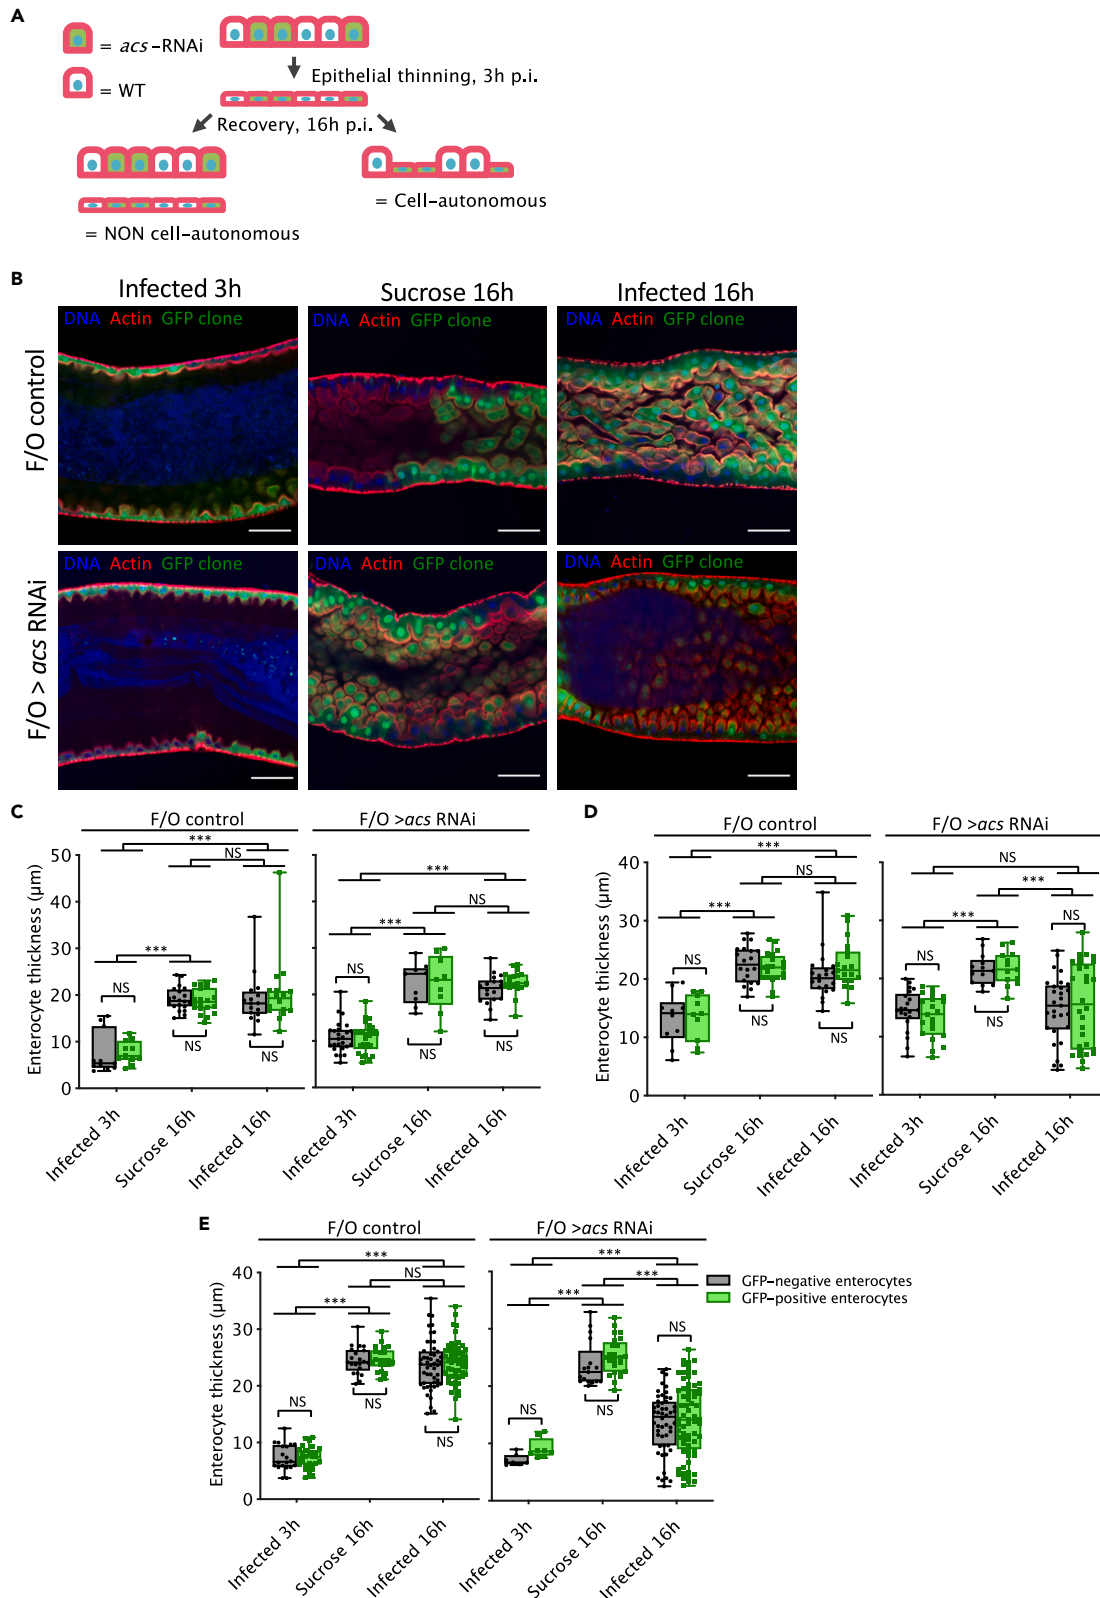 A
= acs-RNAi
= WT
Epithelial thinning, 3h p.i.
Recovery, 16h p.i.
= Cell-autonomous
= NON cell-autonomous
B
Infected 3h
Sucrose 16h
Infected 16h
F/O control
DNA Actin GFP clone
DNA Actin GFP clone
DNA Actin GFP clone
F/O > acs RNAi
DNA Actin GFP clone
DNA Actin GFP clone
DNA Actin GFP clone
C
F/O control
F/O >acs RNAi
Enterocyte thickness (µm)
50
40
30
20
10
0
***
NS
***
NS
NS
NS
***
NS
***
NS
NS
NS
Infected 3h
Sucrose 16h
Infected 16h
Infected 3h
Sucrose 16h
Infected 16h
D
F/O control
F/O >acs RNAi
Enterocyte thickness (µm)
40
30
20
10
0
***
NS
***
NS
NS
NS
NS
***
***
NS
NS
NS
Infected 3h
Sucrose 16h
Infected 16h
Infected 3h
Sucrose 16h
Infected 16h
E
F/O control
F/O >acs RNAi
Enterocyte thickness (µm)
40
30
20
10
0
***
NS
***
NS
NS
NS
***
***
***
NS
NS
NS
Infected 3h
Sucrose 16h
Infected 16h
Infected 3h
Sucrose 16h
Infected 16h
GFP-negative enterocytes
GFP-positive enterocytes